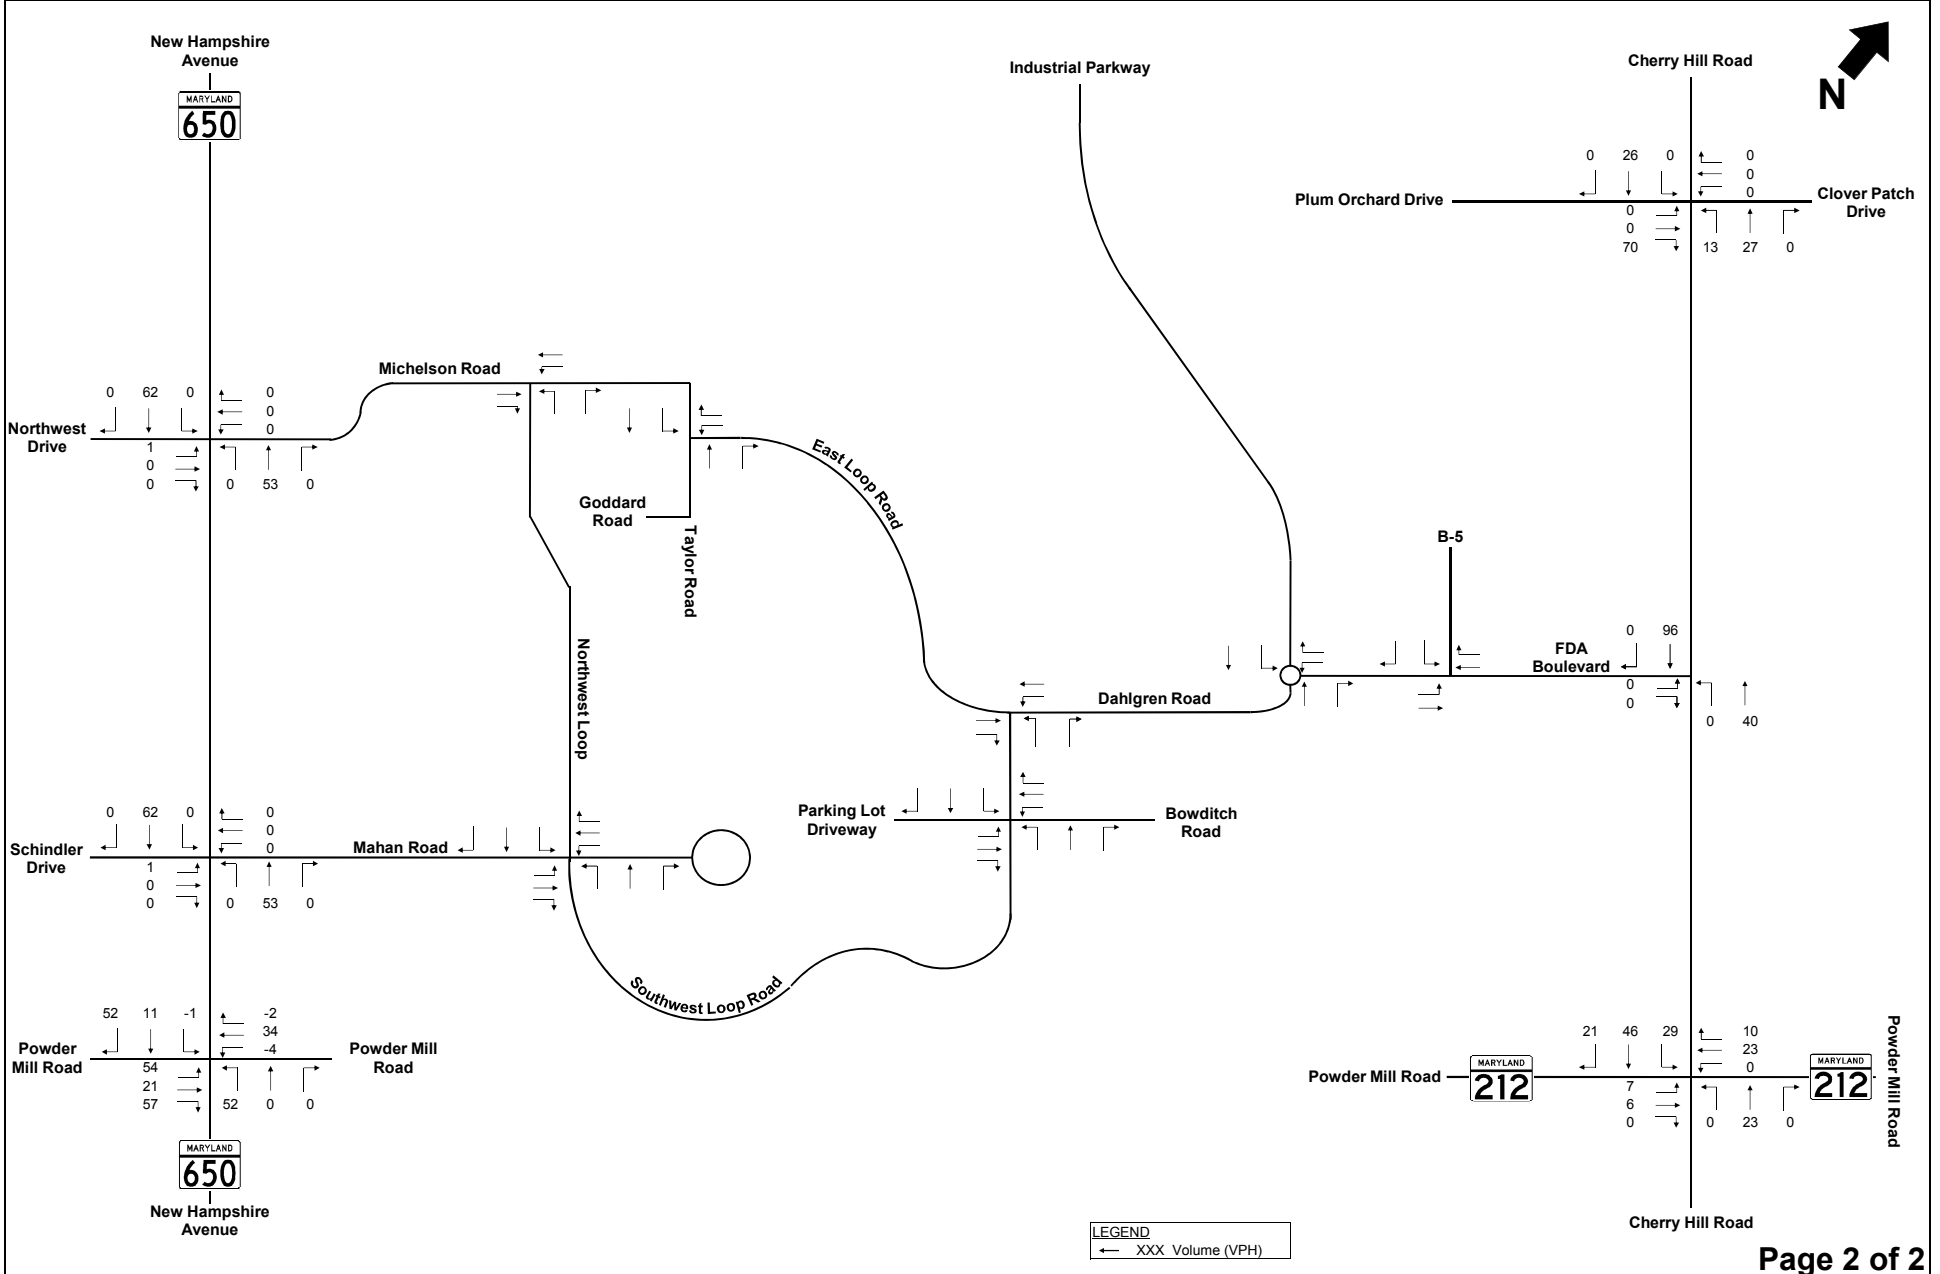 New Hampshire
Avenue
MARYLAND
650
Industrial Parkway
Cherry Hill Road
N
0 26 0
0
0
0
Plum Orchard Drive
Clover Patch
Drive
0
0
70
13 27 0
Michelson Road
0 62 0
0
0
0
Northwest
Drive
1
0
0
0 53 0
East Loop Road
Goddard
Road
Taylor Road
B-5
Northwest Loop
0 96
FDA
Boulevard
0
0
0 40
Dahlgren Road
Parking Lot
Driveway
Bowditch
Road
0 62 0
0
0
0
Schindler
Drive
Mahan Road
1
0
0
0 53 0
Southwest Loop Road
52 11 -1
-2
34
-4
Powder
Mill Road
Powder Mill
Road
54
21
57
52 0 0
21 46 29
10
23
0
Powder Mill Road
MARYLAND
212
MARYLAND
212
Powder Mill Road
7
6
0
0 23 0
MARYLAND
650
New Hampshire
Avenue
Cherry Hill Road
LEGEND
XXX Volume (VPH)
Page 2 of 2